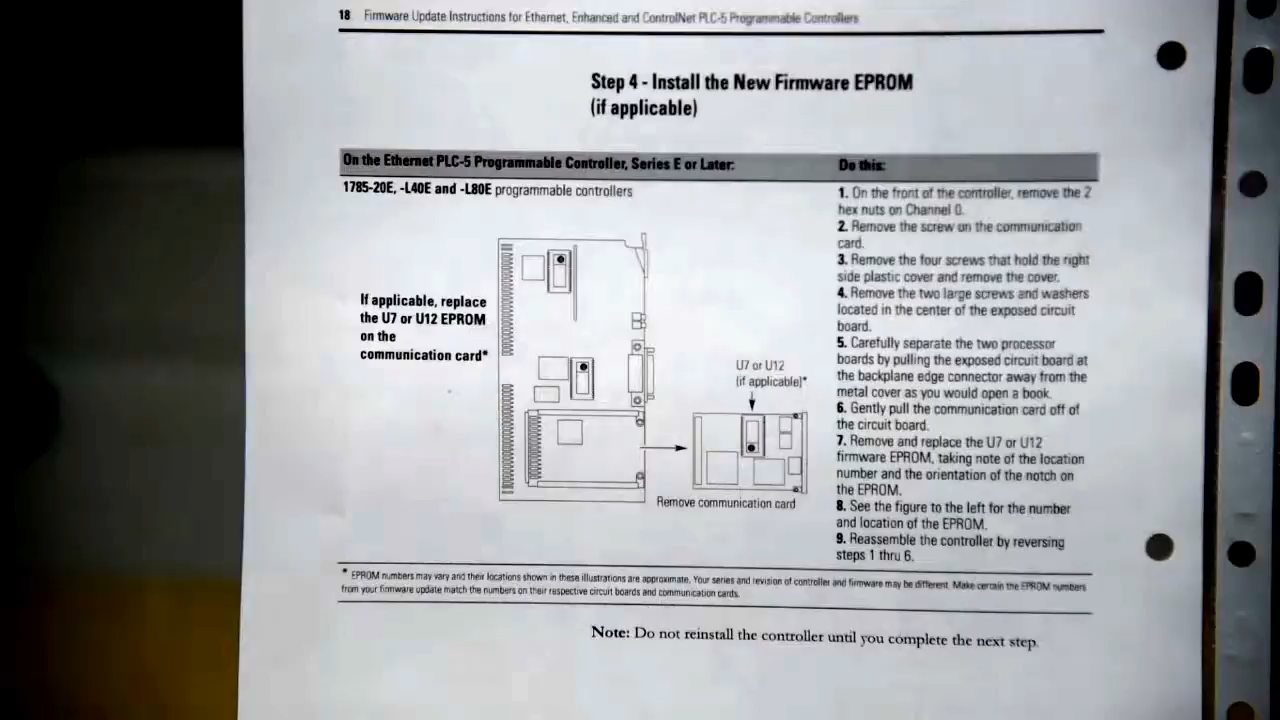 18 Firmware Update Instructions for Ethernet, Enhanced and ControlNet PLC-5 Programmable Controllers
Step 4 - Install the New Firmware EPROM
(if applicable)
On the Ethernet PLC-5 Programmable Controller, Series E or Later:
Do this:
1785-20E, -L40E and -L80E programmable controllers
If applicable, replace
the U7 or U12 EPROM
on the
communication card*
U7 or U12
(if applicable)*
Remove communication card
1. On the front of the controller, remove the 2
hex nuts on Channel 0.
2. Remove the screw on the communication
card.
3. Remove the four screws that hold the right
side plastic cover and remove the cover.
4. Remove the two large screws and washers
located in the center of the exposed circuit
board.
5. Carefully separate the two processor
boards by pulling the exposed circuit board at
the backplane edge connector away from the
metal cover as you would open a book.
6. Gently pull the communication card off of
the circuit board.
7. Remove and replace the U7 or U12
firmware EPROM, taking note of the location
number and the orientation of the notch on
the EPROM.
8. See the figure to the left for the number
and location of the EPROM.
9. Reassemble the controller by reversing
steps 1 thru 6.
* EPROM numbers may vary and their locations shown in these illustrations are approximate. Your series and revision of controller and firmware may be different. Make certain the EPROM numbers
from your firmware update match the numbers on their respective circuit boards and communication cards.
Note: Do not reinstall the controller until you complete the next step.